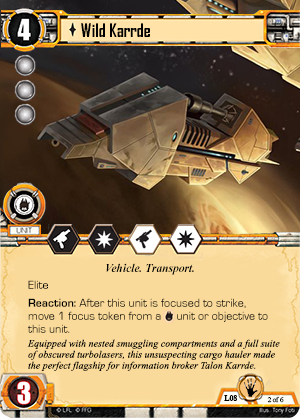 4
Wild Karrde
UNIT
Vehicle. Transport.
Elite
Reaction: After this unit is focused to strike,
move 1 focus token from a unit or objective to
this unit.
Equipped with nested smuggling compartments and a full suite
of obscured turbolasers, this unsuspecting cargo hauler made
the perfect flagship for information broker Talon Karrde.
3
L08
2 of 6
© LFL © FFG
Illus. Tony Foti